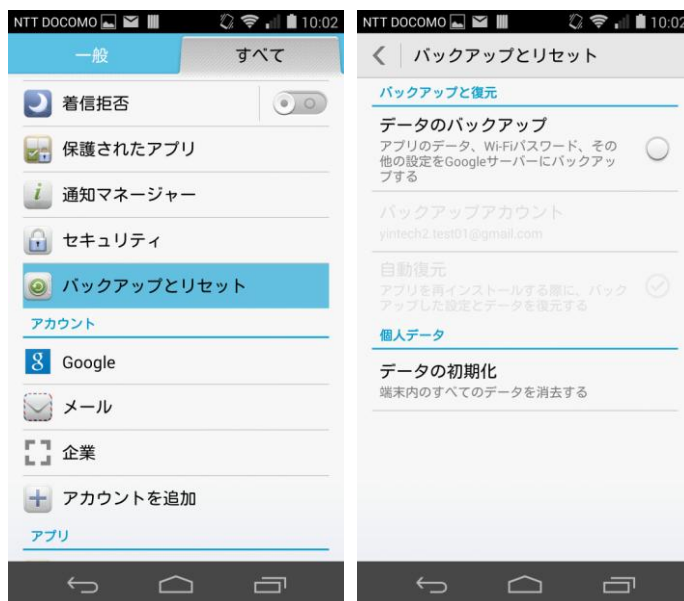 NTT DOCOMO 10:02
一般 すべて
着信拒否
保護されたアプリ
通知マネージャー
セキュリティ
バックアップとリセット
アカウント
Google
メール
企業
アカウントを追加
アプリ
NTT DOCOMO 10:02
バックアップとリセット
バックアップと復元
データのバックアップ
アプリのデータ、Wi-Fiパスワード、その
他の設定をGoogleサーバーにバックアッ
プする
バックアップアカウント
yintech2.test01@gmail.com
自動復元
アプリを再インストールする際に、バック
アップした設定とデータを復元する
個人データ
データの初期化
端末内のすべてのデータを消去する